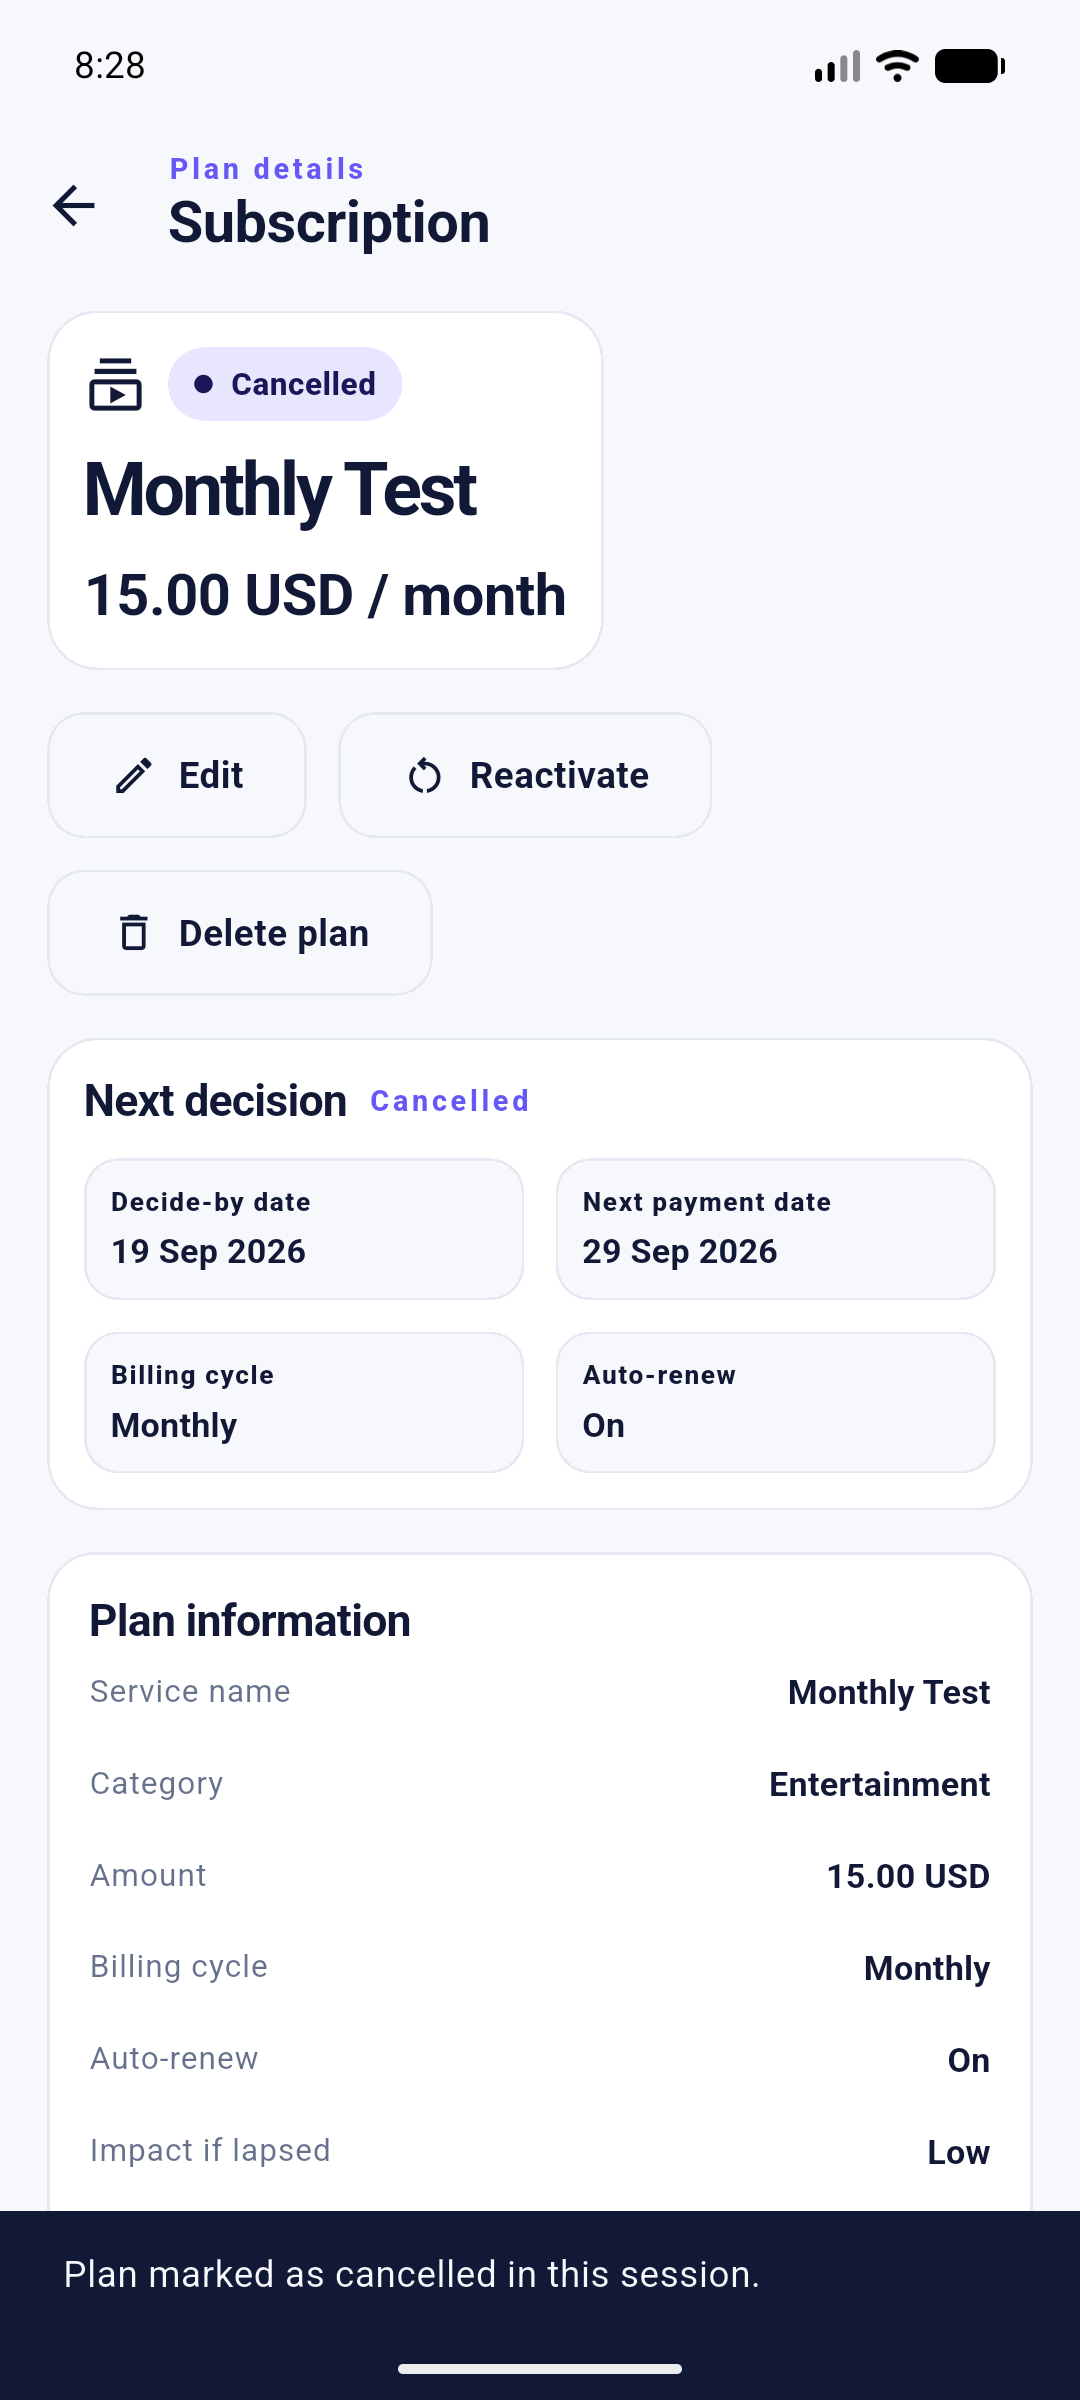 8:28
Plan details
Subscription
Cancelled
Monthly Test
15.00 USD / month
Edit
Reactivate
Delete plan
Next decision Cancelled
Decide-by date
19 Sep 2026
Next payment date
29 Sep 2026
Billing cycle
Monthly
Auto-renew
On
Plan information
Service name Monthly Test
Category Entertainment
Amount 15.00 USD
Billing cycle Monthly
Auto-renew On
Impact if lapsed Low
Plan marked as cancelled in this session.